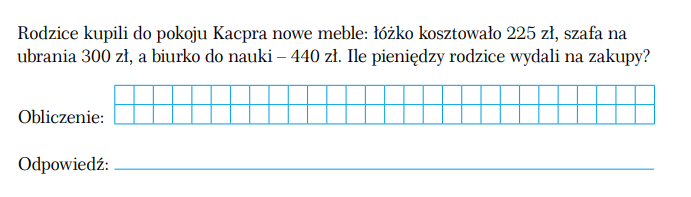 Rodzice kupili do pokoju Kacpra nowe meble: łóżko kosztowało 225 zł, szafa na
ubrania 300 zł, a biurko do nauki – 440 zł. Ile pieniędzy rodzice wydali na zakupy?
Obliczenie:
Odpowiedź: